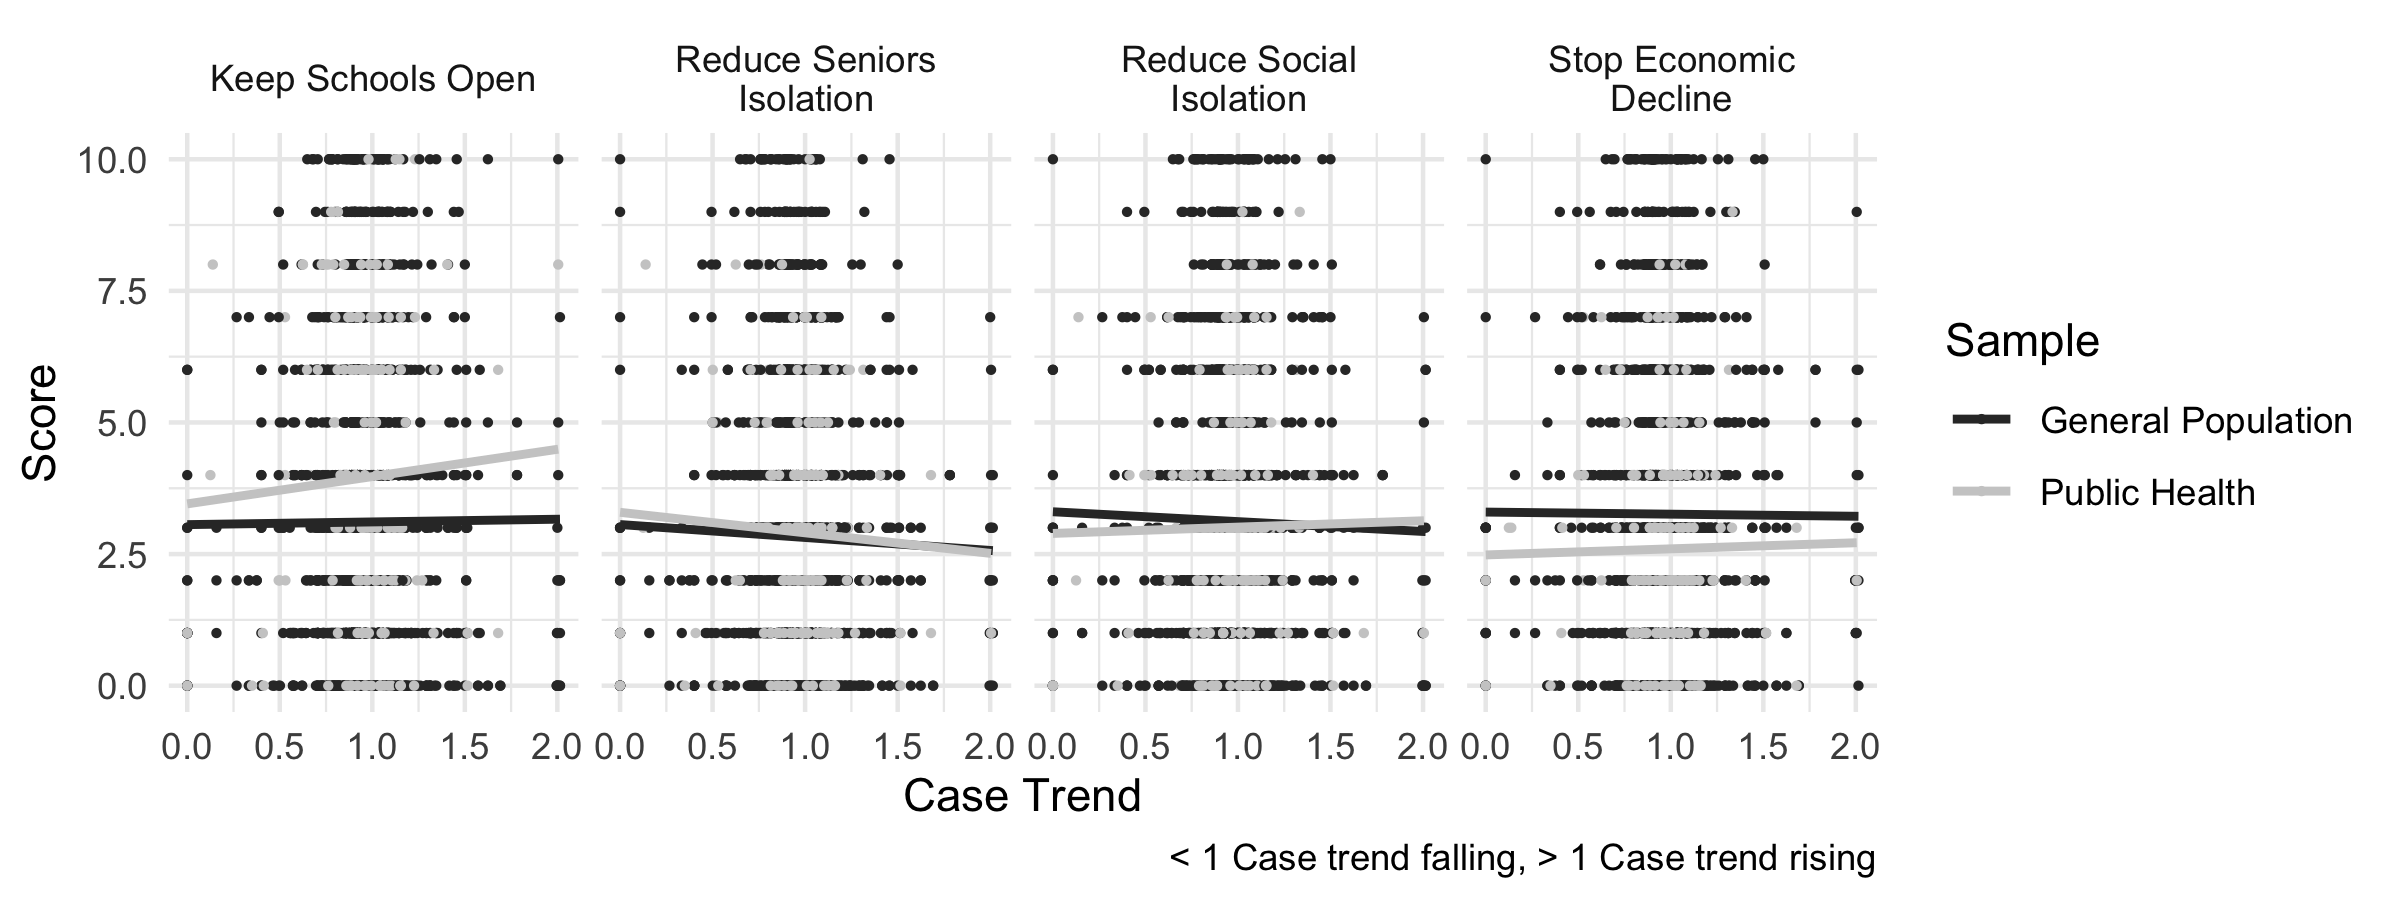 Keep Schools Open
Reduce Seniors
Isolation
Reduce Social
Isolation
Stop Economic
Decline
10.0
7.5
5.0
2.5
0.0
Score
0.0 0.5 1.0 1.5 2.0
0.0 0.5 1.0 1.5 2.0
0.0 0.5 1.0 1.5 2.0
0.0 0.5 1.0 1.5 2.0
Case Trend
< 1 Case trend falling, > 1 Case trend rising
Sample
General Population
Public Health